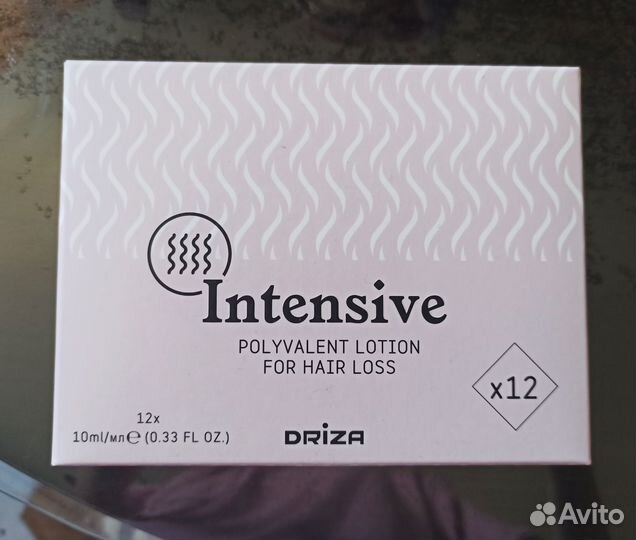 Intensive
POLYVALENT LOTION
FOR HAIR LOSS
x12
12x
10ml/мл℮ (0.33 FL OZ.)
DRiZA
Avito